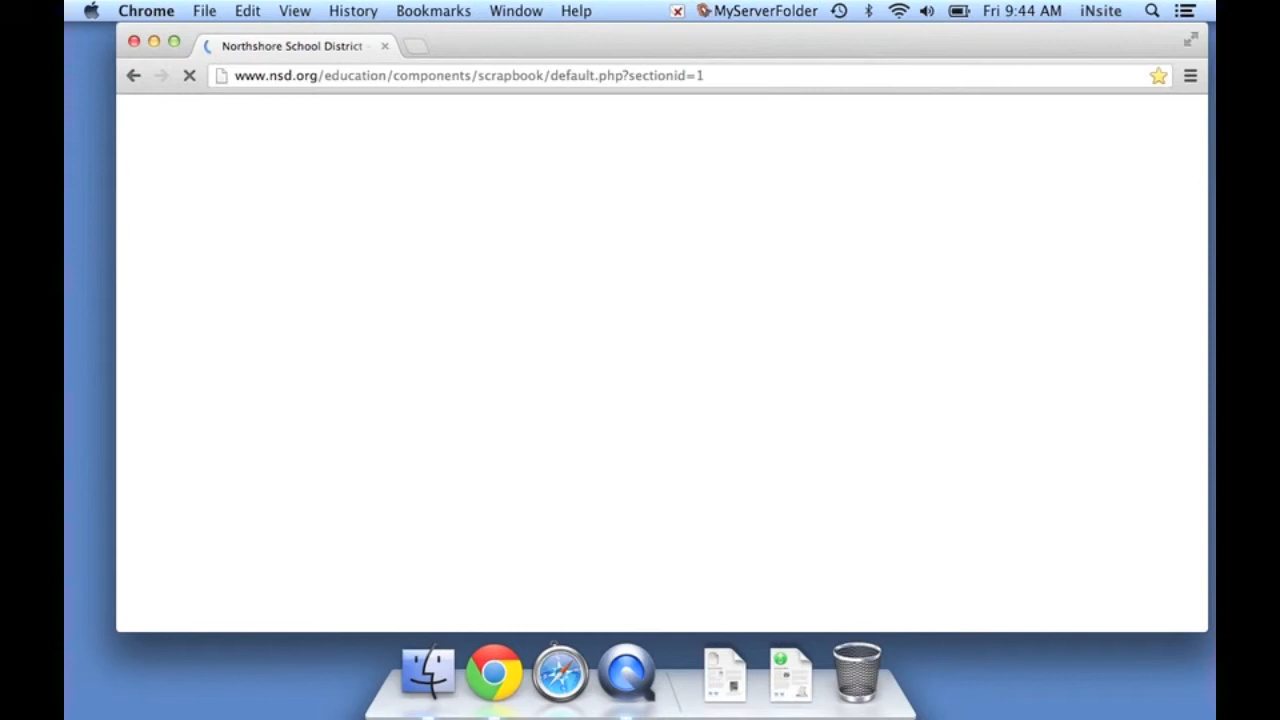 Chrome File Edit View History Bookmarks Window Help MyServerFolder Fri 9:44 AM iNsite
Northshore School District
www.nsd.org/education/components/scrapbook/default.php?sectionid=1